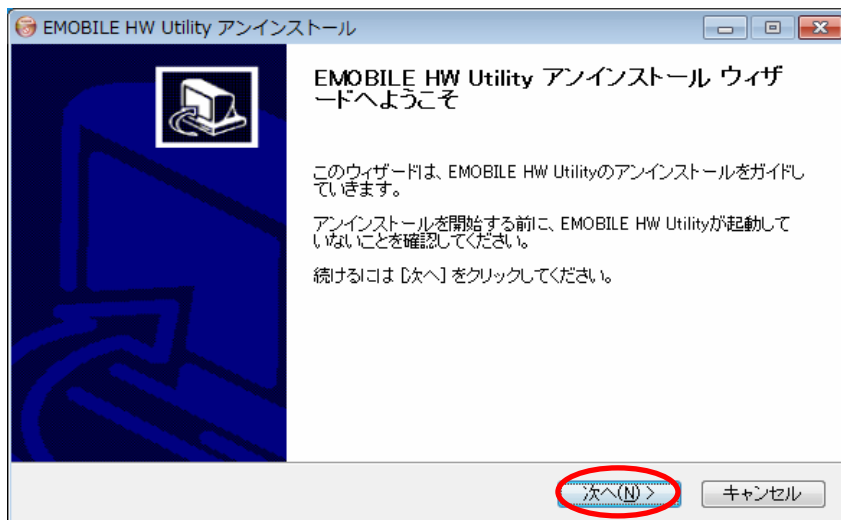 EMOBILE HW Utility アンインストール
EMOBILE HW Utility アンインストール ウィザ
ードへようこそ
このウィザードは、EMOBILE HW Utilityのアンインストールをガイドし
ていきます。
アンインストールを開始する前に、EMOBILE HW Utilityが起動して
いないことを確認してください。
続けるには [次へ] をクリックしてください。
次へ(N) >
キャンセル